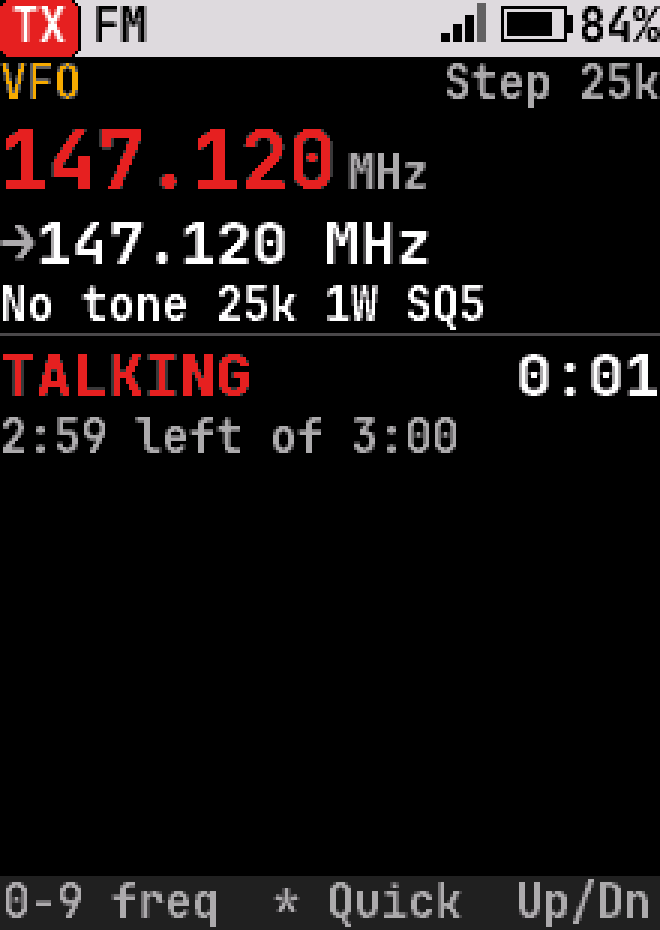 TX FM 84%
VFO Step 25k
147.120 MHz
→147.120 MHz
No tone 25k 1W SQ5
TALKING 0:01
2:59 left of 3:00
0-9 freq * Quick Up/Dn